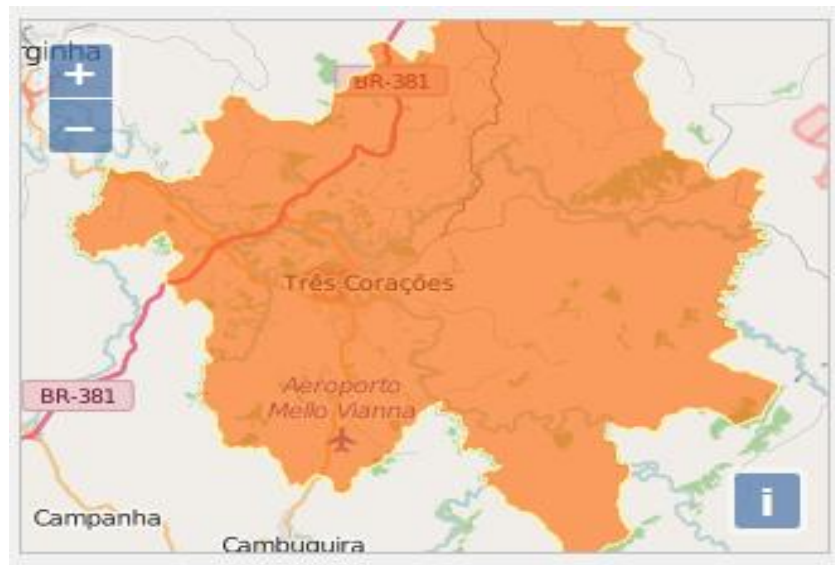 ginha
+
BR-381
−
Três Corações
Aeroporto
Mello Vianna
BR-381
i
Campanha
Cambuquira